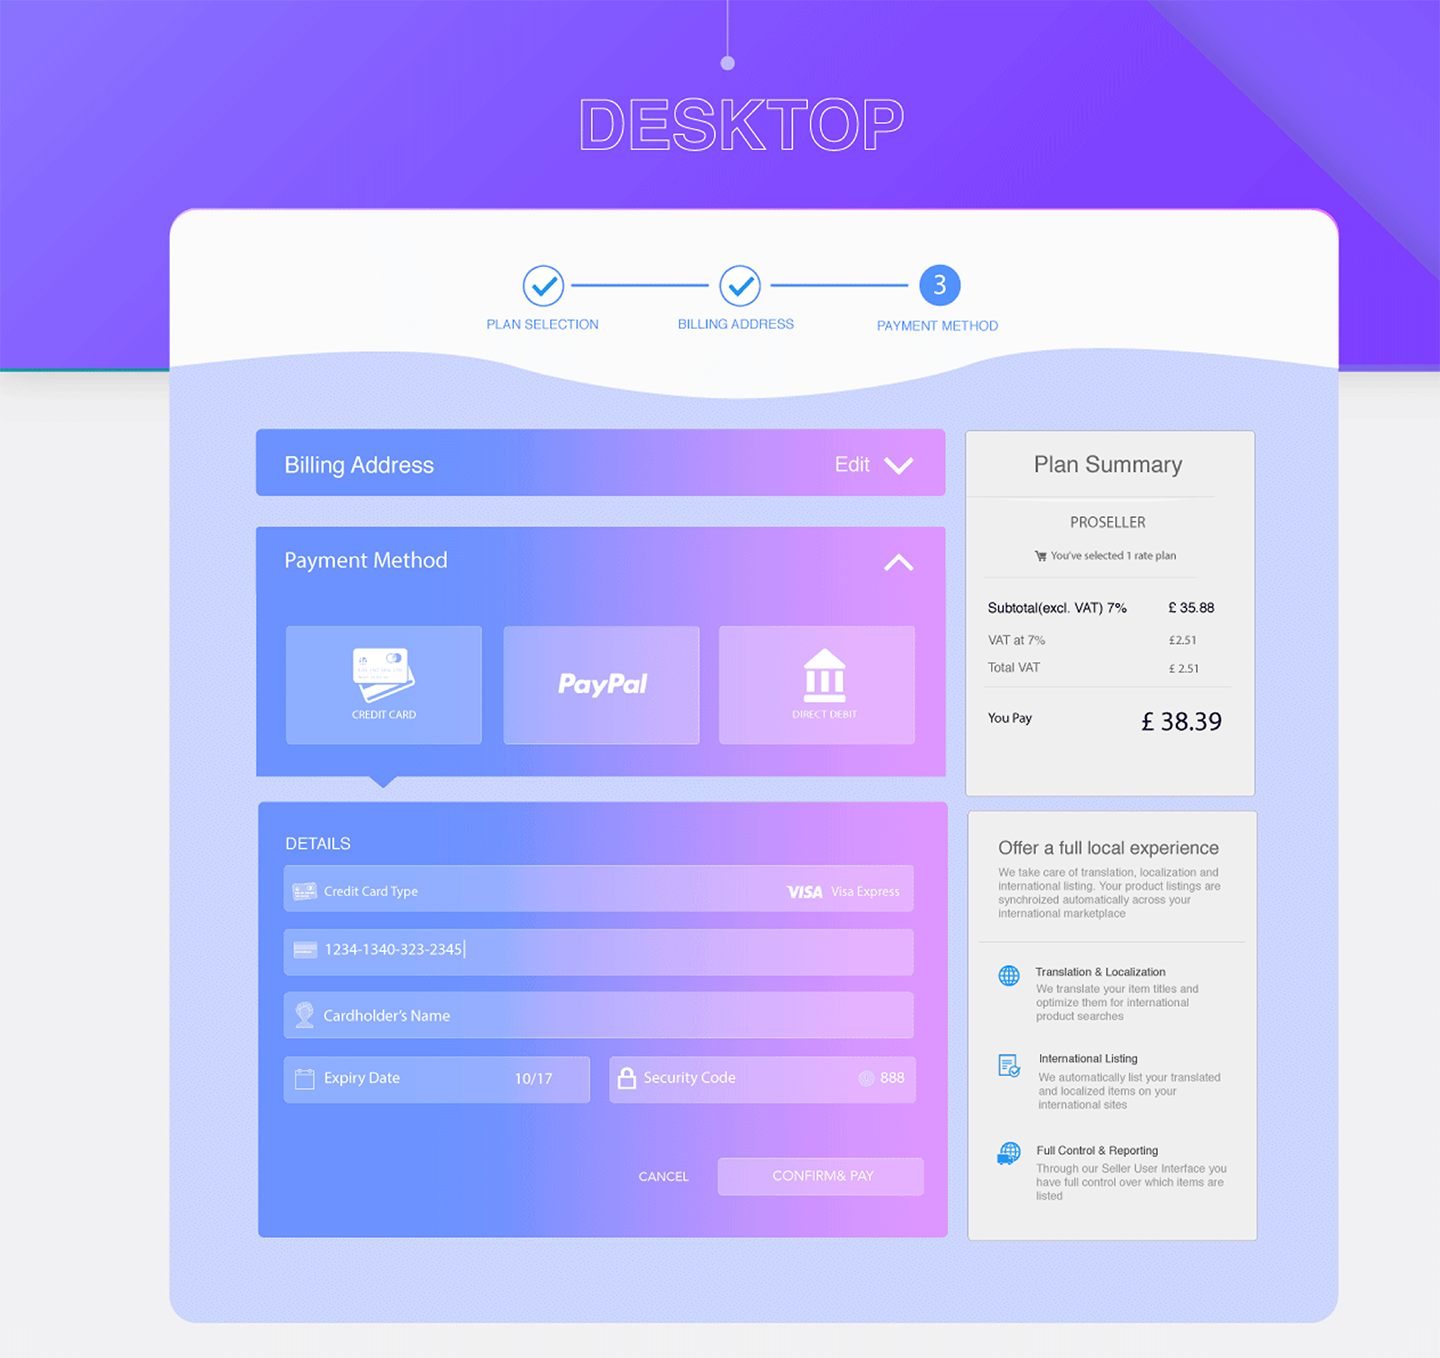 DESKTOP
3
PLAN SELECTION
BILLING ADDRESS
PAYMENT METHOD
Billing Address
Edit
Payment Method
CREDIT CARD
PayPal
DIRECT DEBIT
DETAILS
Credit Card Type
VISA Visa Express
1234-1340-323-2345
Cardholder's Name
Expiry Date
10/17
Security Code
888
CANCEL
CONFIRM& PAY
Plan Summary
PROSELLER
You've selected 1 rate plan
Subtotal(excl. VAT) 7% £ 35.88
VAT at 7% £2.51
Total VAT £ 2.51
You Pay £ 38.39
Offer a full local experience
We take care of translation, localization and
international listing. Your product listings are
synchroized automatically across your
international marketplace
Translation & Localization
We translate your item titles and
optimize them for international
product searches
International Listing
We automatically list your translated
and localized items on your
international sites
Full Control & Reporting
Through our Seller User Interface you
have full control over which items are
listed